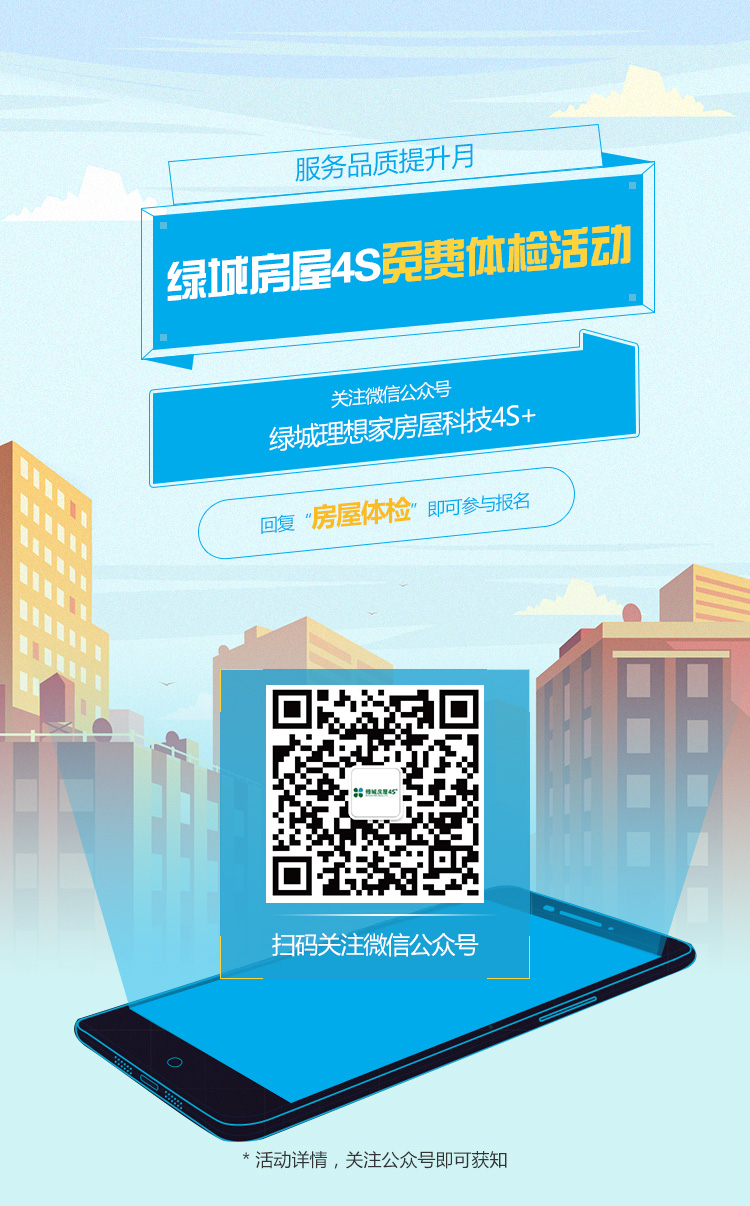 服务品质提升月
绿城房屋4S免费体检活动
关注微信公众号
绿城理想家房屋科技4S+
回复“房屋体检”即可参与报名
绿城房屋4S
扫码关注微信公众号
* 活动详情，关注公众号即可获知